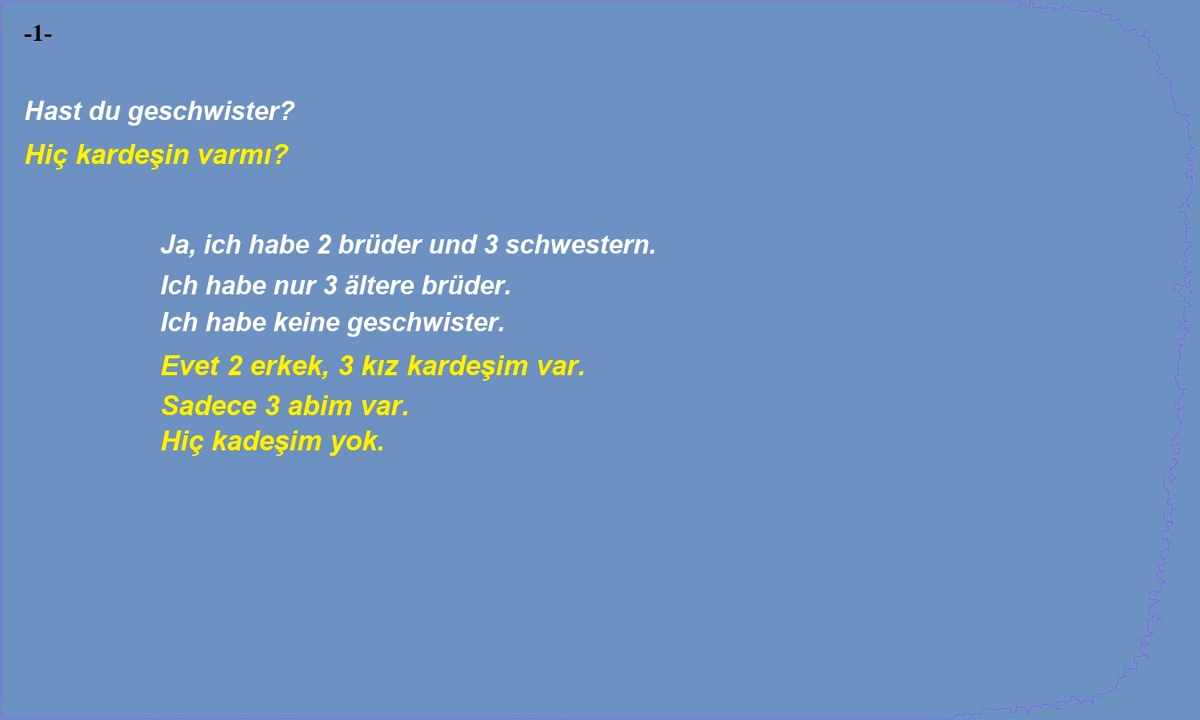 -1-
Hast du geschwister?
Hiç kardeşin varmı?
Ja, ich habe 2 brüder und 3 schwestern.
Ich habe nur 3 ältere brüder.
Ich habe keine geschwister.
Evet 2 erkek, 3 kız kardeşim var.
Sadece 3 abim var.
Hiç kadeşim yok.